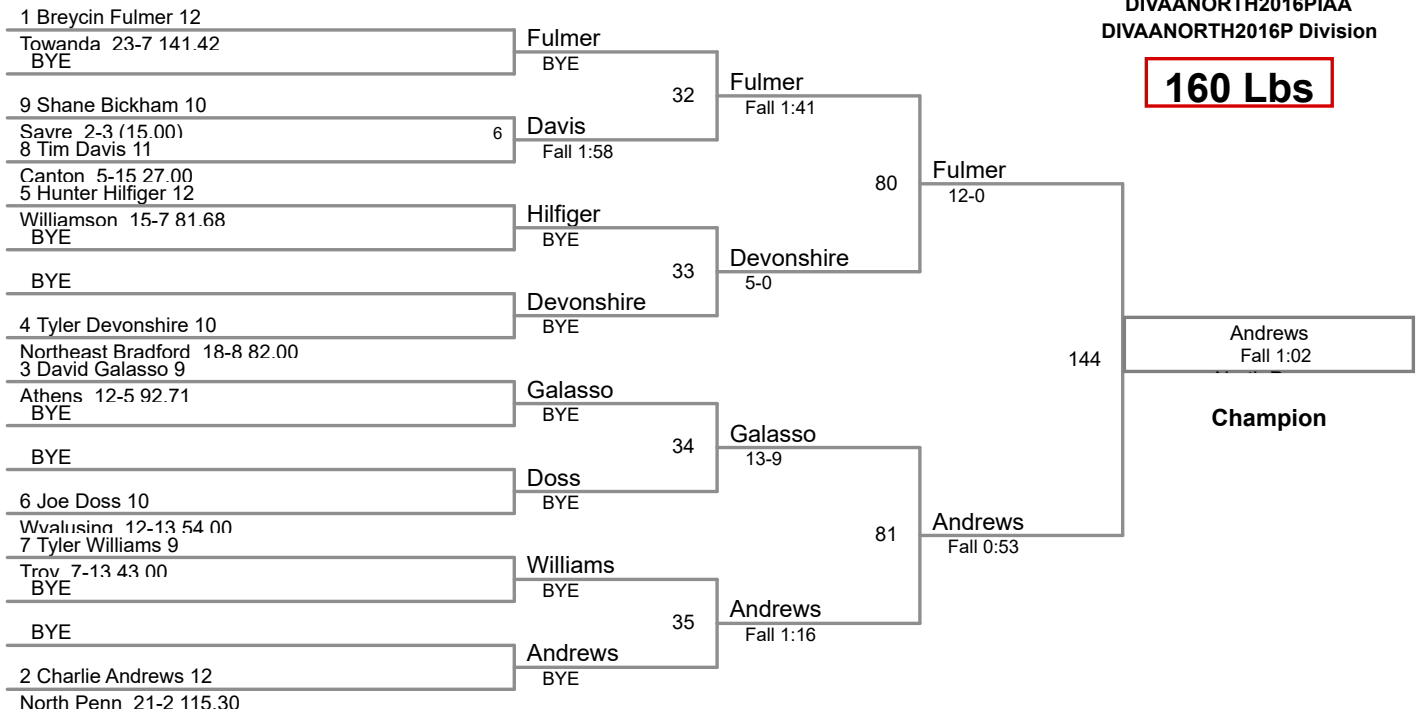 DIVAANORTH2016PIAA
DIVAANORTH2016P Division
160 Lbs
1 Breycin Fulmer 12
Towanda 23-7 141.42
BYE
9 Shane Bickham 10
Sayre 2-3 (15.00)
8 Tim Davis 11
Canton 5-15 27.00
5 Hunter Hilfiger 12
Williamson 15-7 81.68
BYE
BYE
4 Tyler Devonshire 10
Northeast Bradford 18-8 82.00
3 David Galasso 9
Athens 12-5 92.71
BYE
BYE
6 Joe Doss 10
Wyalusing 12-13 54.00
7 Tyler Williams 9
Troy 7-13 43.00
BYE
BYE
2 Charlie Andrews 12
North Penn 21-2 115.30
6
Fulmer
BYE
Davis
Fall 1:58
Hilfiger
BYE
Devonshire
BYE
Galasso
BYE
Doss
BYE
Williams
BYE
Andrews
BYE
32
33
34
35
Fulmer
Fall 1:41
Devonshire
5-0
Galasso
13-9
Andrews
Fall 1:16
80
81
Fulmer
12-0
Andrews
Fall 0:53
144
Andrews
Fall 1:02
Champion